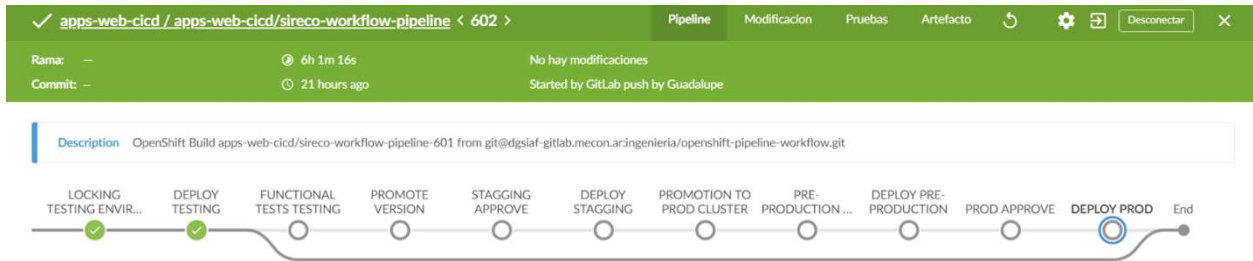 apps-web-cicd / apps-web-cicd/sireco-workflow-pipeline < 602 >
Pipeline Modificacion Pruebas Artefacto Desconectar
Rama: — 6h 1m 16s No hay modificaciones
Commit: – 21 hours ago Started by GitLab push by Guadalupe
Description OpenShift Build apps-web-cicd/sireco-workflow-pipeline-601 from git@dgsiaf-gitlab.mecon.ar:ingenieria/openshift-pipeline-workflow.git
LOCKING TESTING ENVIR...
DEPLOY TESTING
FUNCTIONAL TESTS TESTING
PROMOTE VERSION
STAGGING APPROVE
DEPLOY STAGGING
PROMOTION TO PROD CLUSTER
PRE-PRODUCTION ...
DEPLOY PRE-PRODUCTION
PROD APPROVE
DEPLOY PROD
End